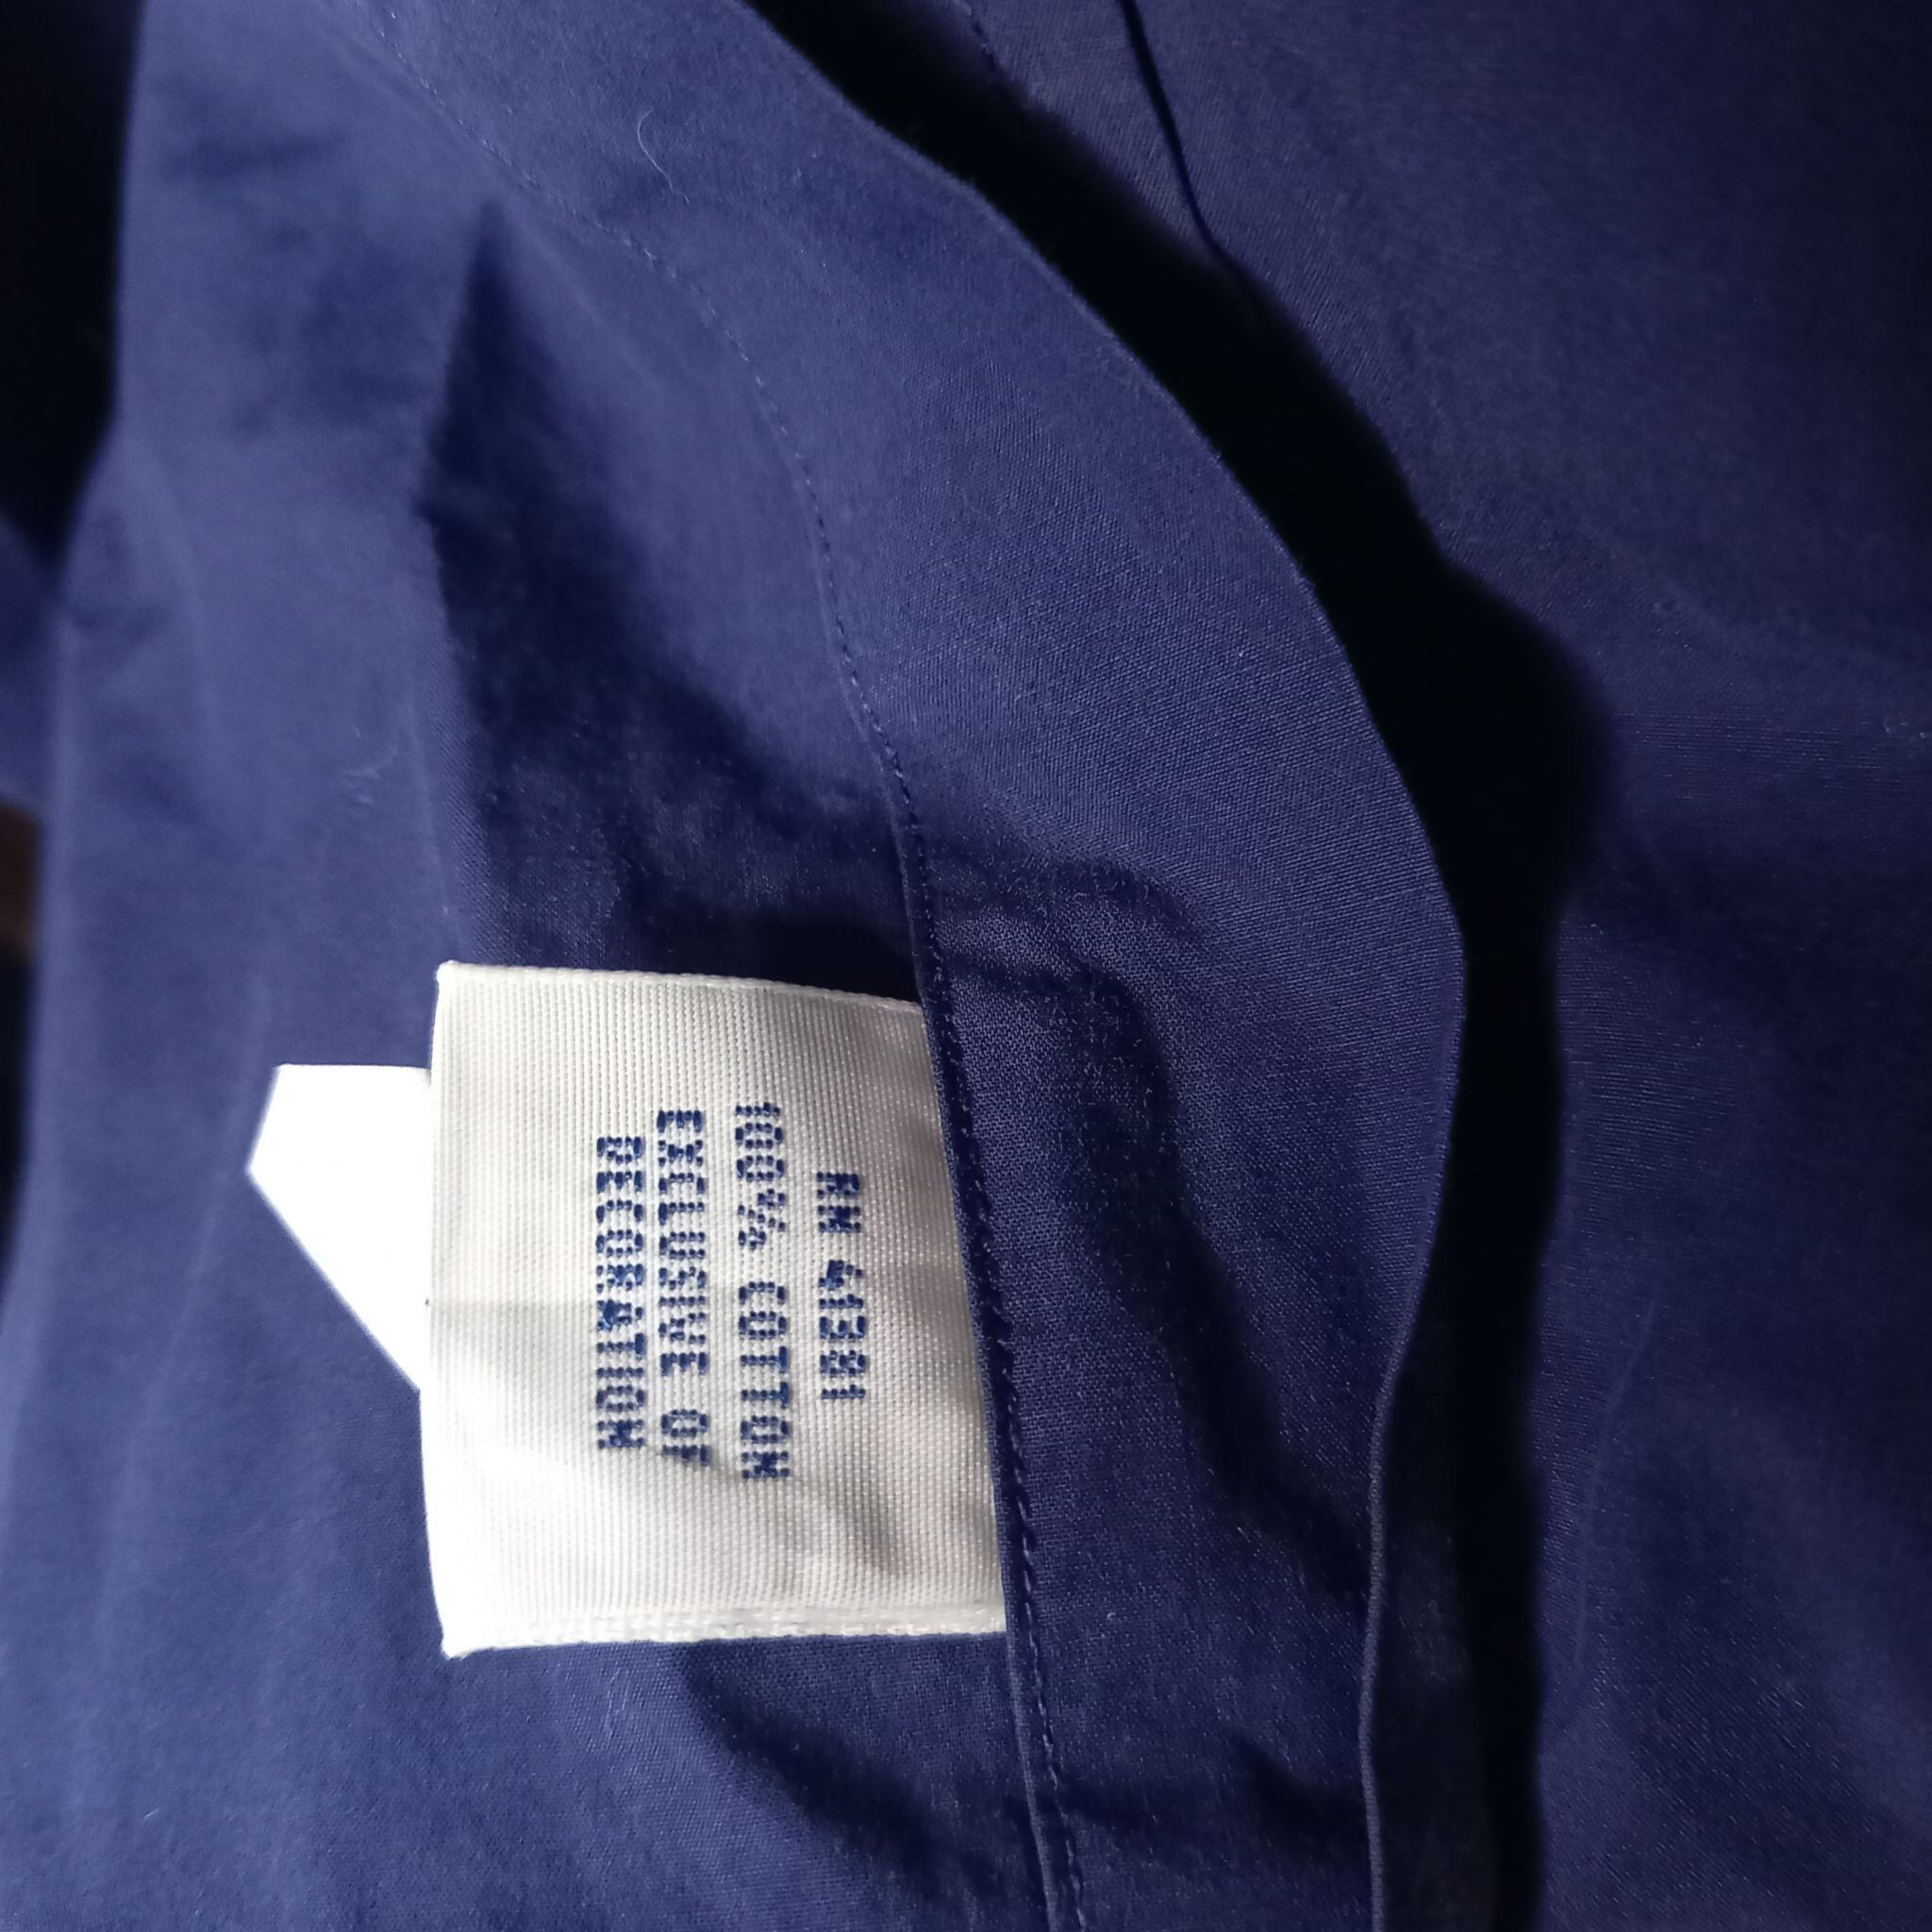 RN 41381
100% COTTON
EXCLUSIVE OF
DECORATION